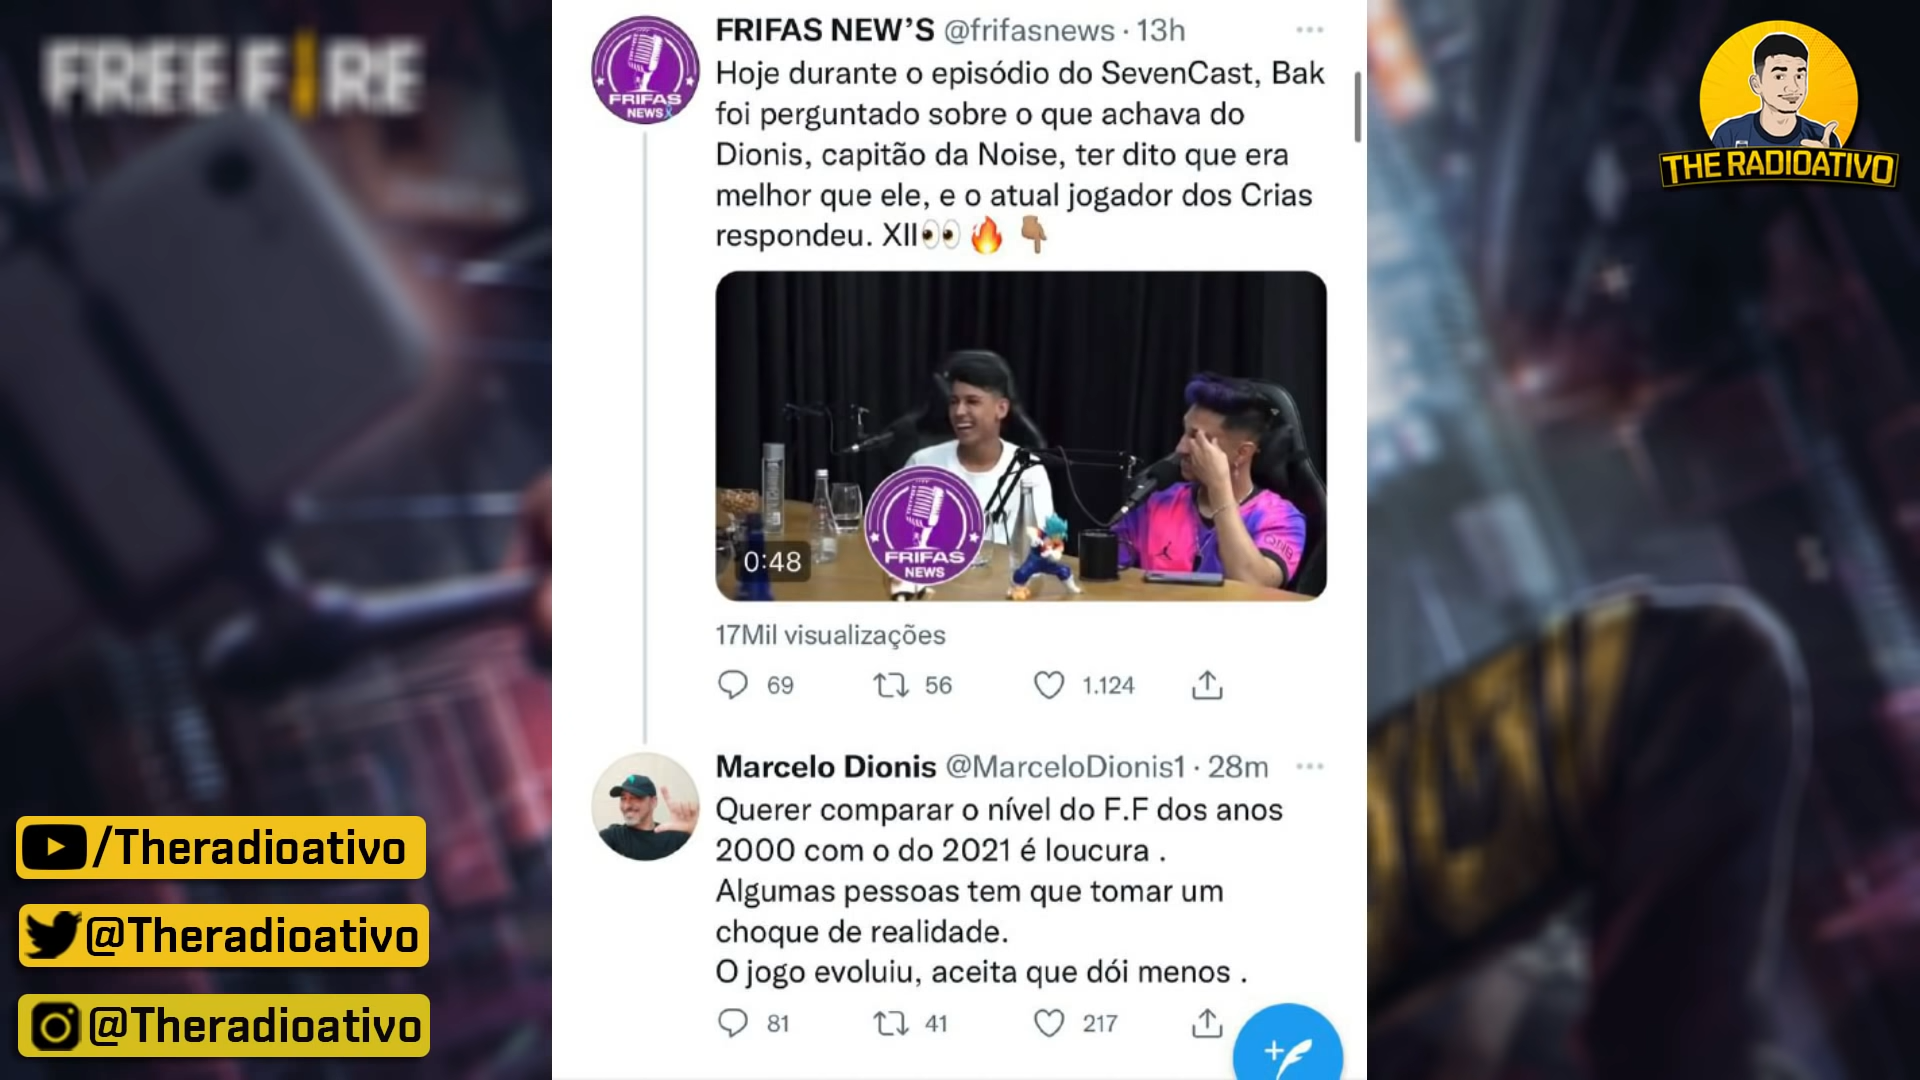 FREE FIRE
THE RADIOATIVO
FRIFAS
NEWS
FRIFAS NEW’S @frifasnews · 13h
Hoje durante o episódio do SevenCast, Bak
foi perguntado sobre o que achava do
Dionis, capitão da Noise, ter dito que era
melhor que ele, e o atual jogador dos Crias
respondeu. XII👀🔥👇🏽
FRIFAS
NEWS
0:48
17Mil visualizações
69 56 1.124
Marcelo Dionis @MarceloDionis1 · 28m
Querer comparar o nível do F.F dos anos
2000 com o do 2021 é loucura .
Algumas pessoas tem que tomar um
choque de realidade.
O jogo evoluiu, aceita que dói menos .
81 41 217
/Theradioativo
@Theradioativo
@Theradioativo